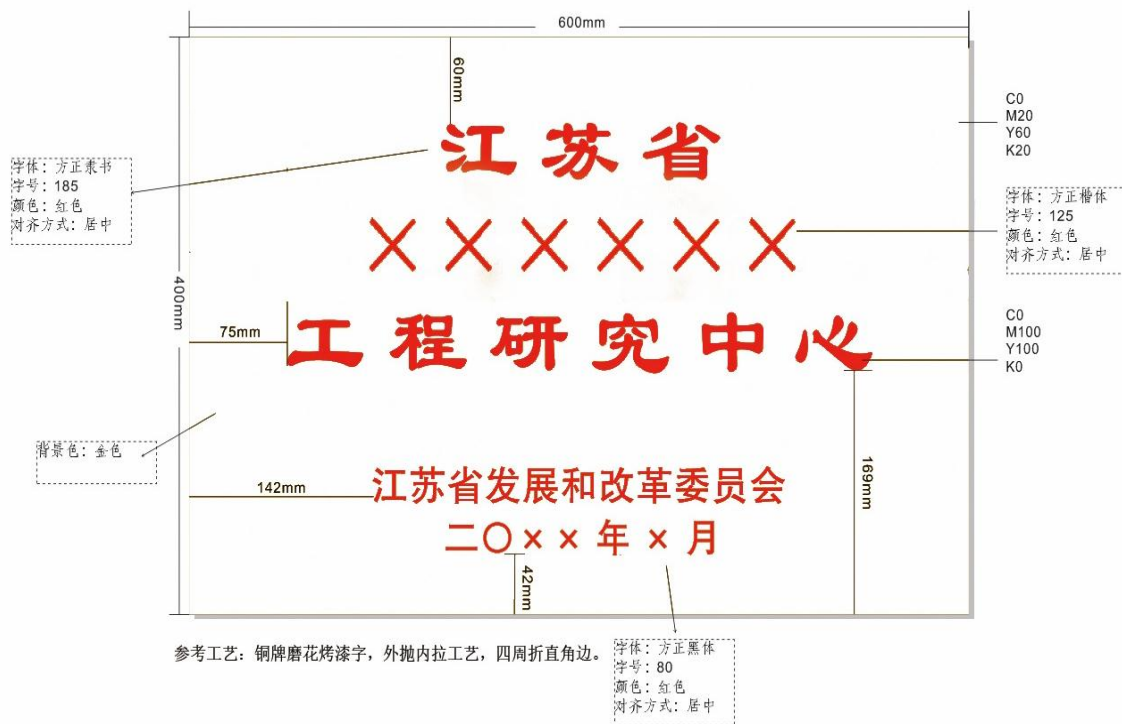 600mm
60mm
C0
M20
Y60
K20
江苏省
字体：方正隶书
字号：185
颜色：红色
对齐方式：居中
字体：方正楷体
字号：125
颜色：红色
对齐方式：居中
××××××
400mm
75mm
工程研究中心
C0
M100
Y100
K0
背景色：金色
142mm
江苏省发展和改革委员会
169mm
二〇××年×月
42mm
参考工艺：铜牌磨花烤漆字，外抛内拉工艺，四周折直角边。
字体：方正黑体
字号：80
颜色：红色
对齐方式：居中